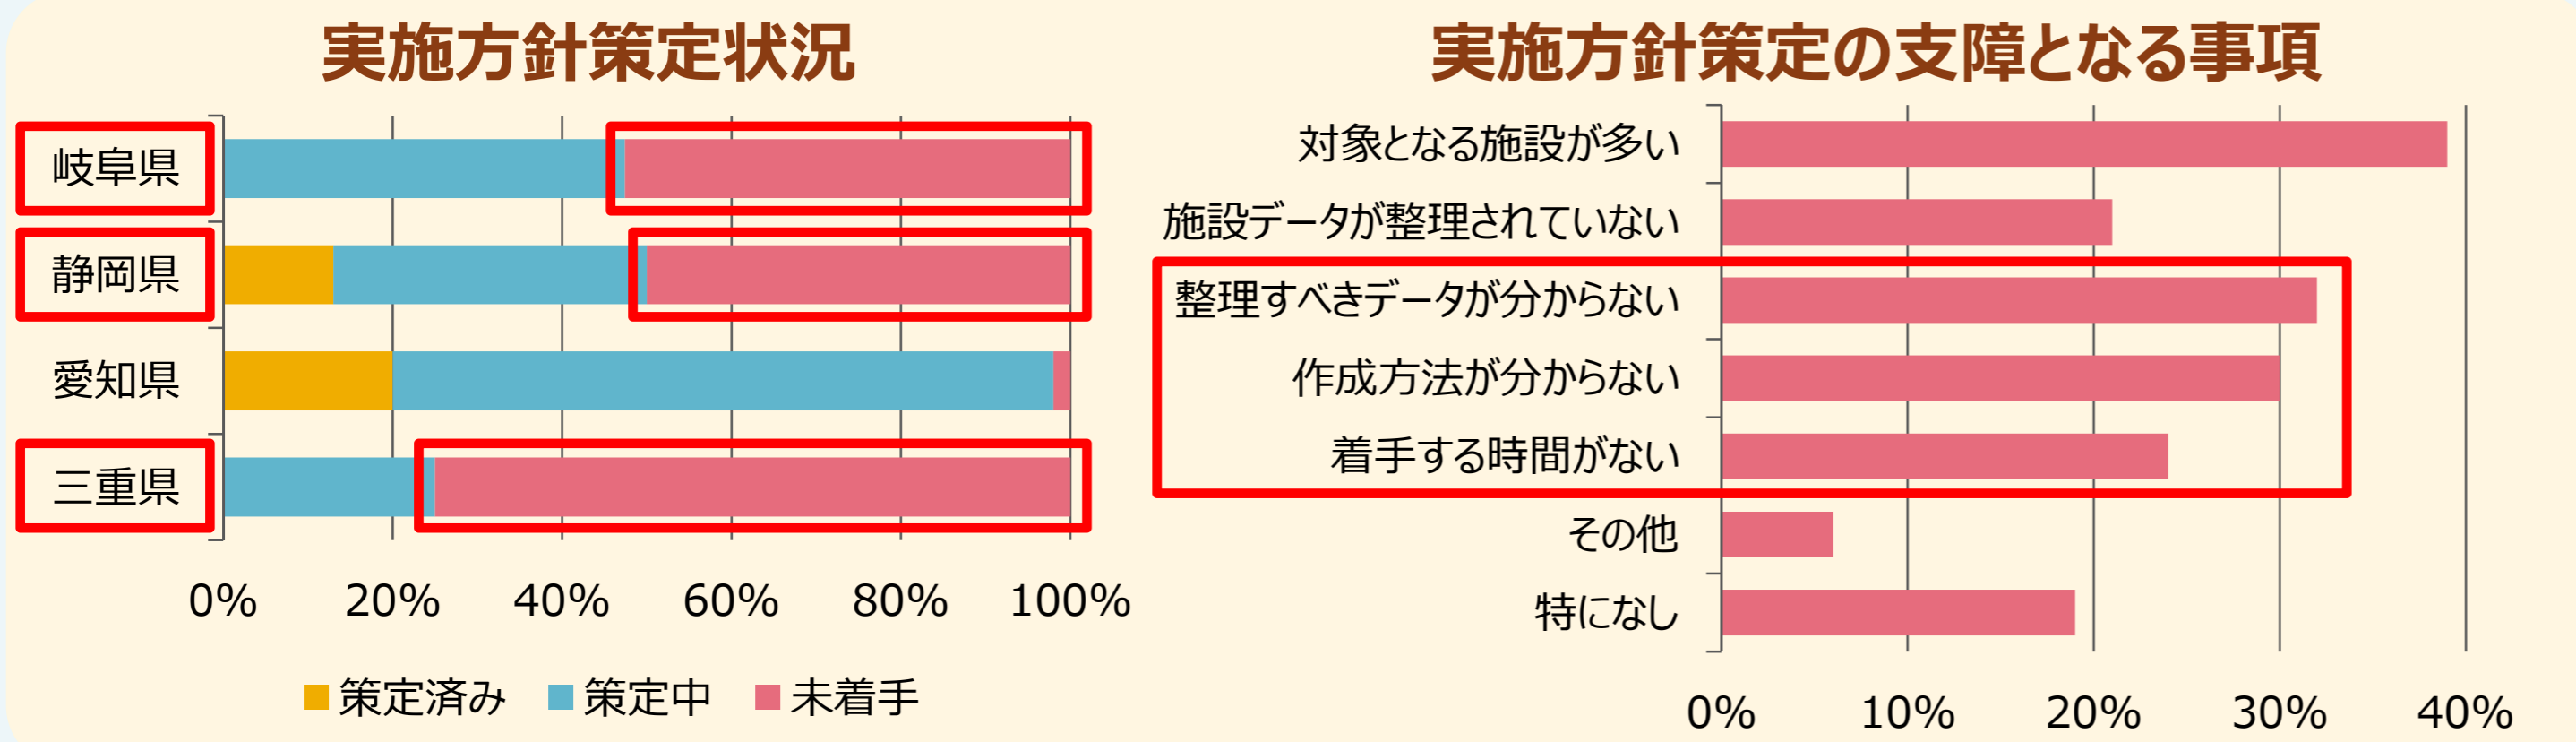 実施方針策定状況
岐阜県
静岡県
愛知県
三重県
0% 20% 40% 60% 80% 100%
策定済み 策定中 未着手
実施方針策定の支障となる事項
対象となる施設が多い
施設データが整理されていない
整理すべきデータが分からない
作成方法が分からない
着手する時間がない
その他
特になし
0% 10% 20% 30% 40%